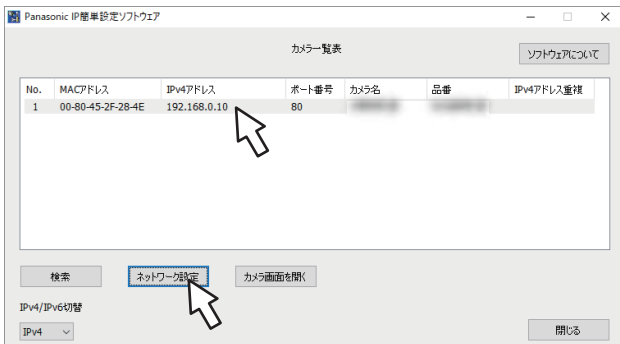 Panasonic IP簡単設定ソフトウェア
カメラ一覧表
ソフトウェアについて
No. MACアドレス IPv4アドレス ポート番号 カメラ名 品番 IPv4アドレス重複
1 00-80-45-2F-28-4E 192.168.0.10 80
検索 ネットワーク設定 カメラ画面を開く
IPv4/IPv6切替
IPv4 閉じる